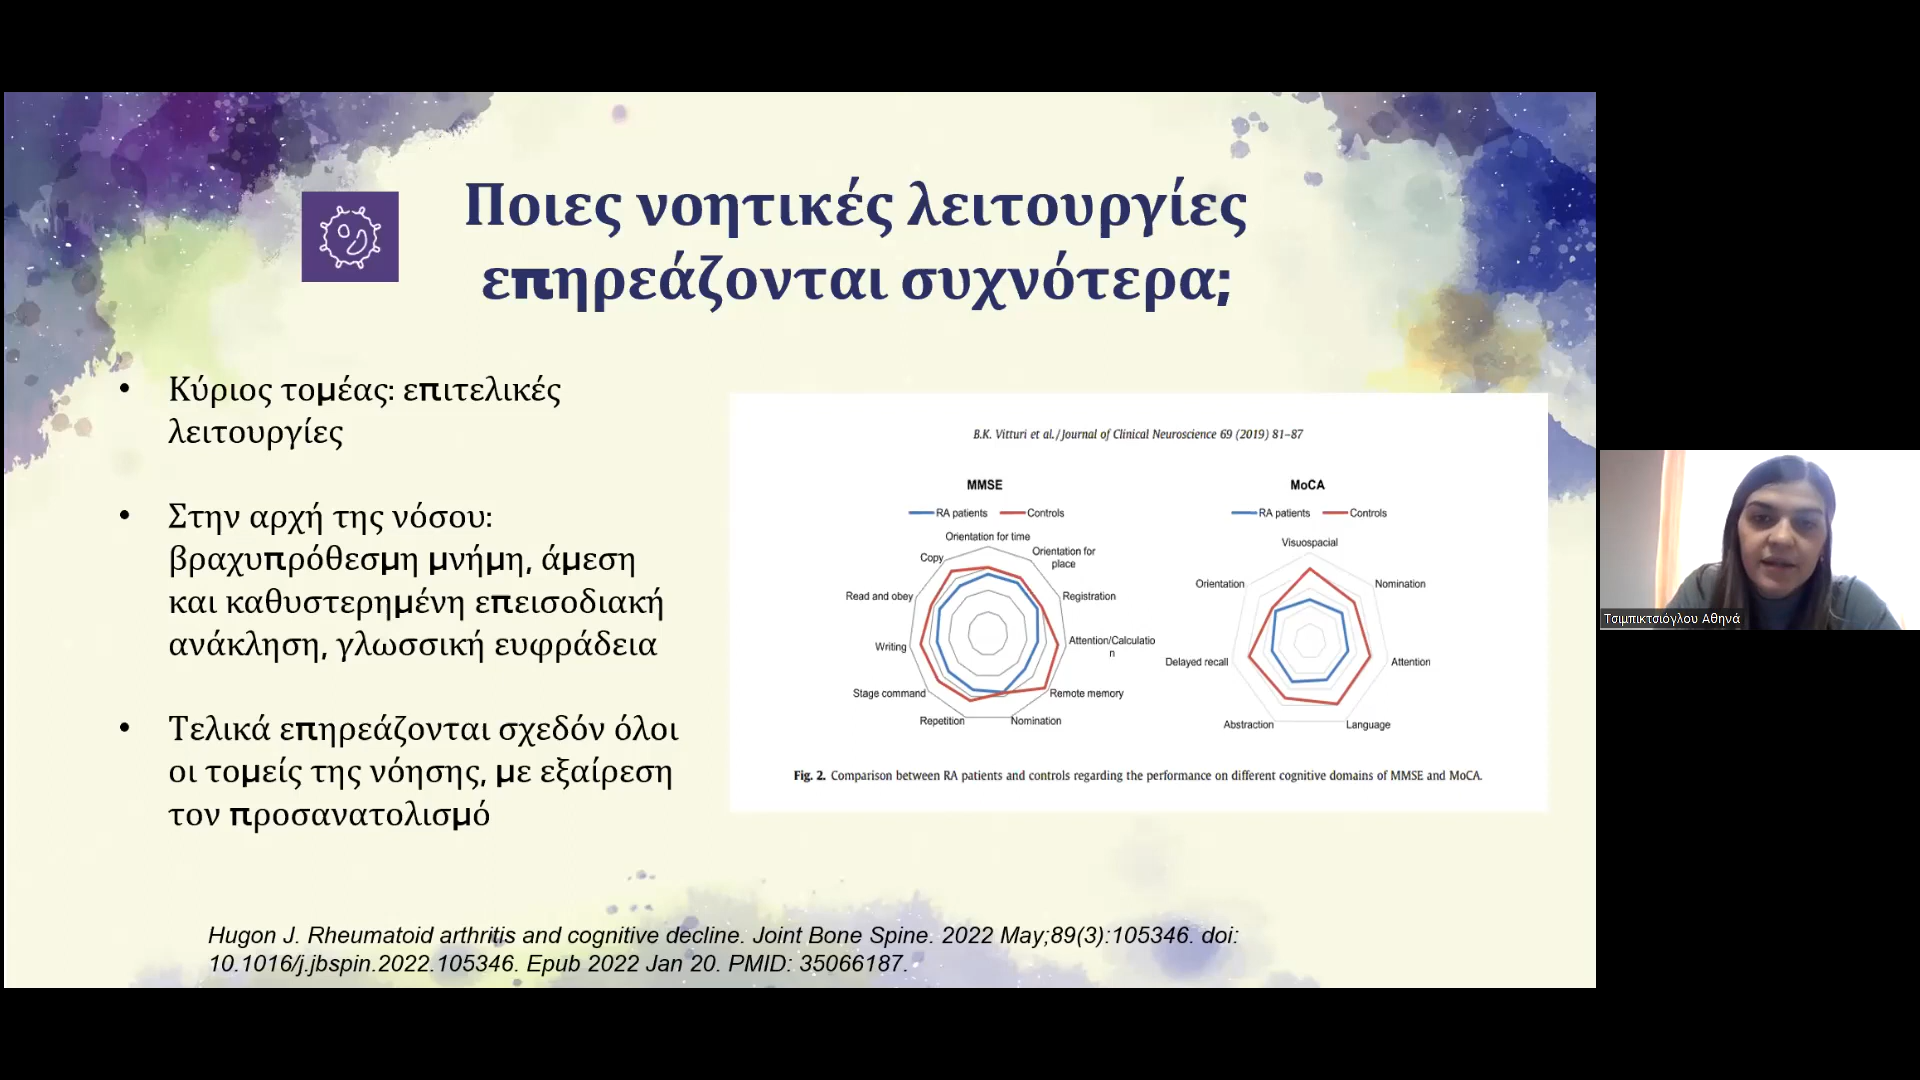 Ποιες νοητικές λειτουργίες
επηρεάζονται συχνότερα;
• Κύριος τομέας: επιτελικές
λειτουργίες
• Στην αρχή της νόσου:
βραχυπρόθεσμη μνήμη, άμεση
και καθυστερημένη επεισοδιακή
ανάκληση, γλωσσική ευφράδεια
• Τελικά επηρεάζονται σχεδόν όλοι
οι τομείς της νόησης, με εξαίρεση
τον προσανατολισμό
B.K. Vitturi et al. / Journal of Clinical Neuroscience 69 (2019) 81–87
MMSE
RA patients Controls
Orientation for time
Orientation for
place
Registration
Attention/Calculatio
n
Remote memory
Nomination
Repetition
Stage command
Writing
Read and obey
Copy
MoCA
RA patients Controls
Visuospacial
Nomination
Attention
Language
Abstraction
Delayed recall
Orientation
Fig. 2. Comparison between RA patients and controls regarding the performance on different cognitive domains of MMSE and MoCA.
Hugon J. Rheumatoid arthritis and cognitive decline. Joint Bone Spine. 2022 May;89(3):105346. doi:
10.1016/j.jbspin.2022.105346. Epub 2022 Jan 20. PMID: 35066187.
Τσιμπικτσιόγλου Αθηνά